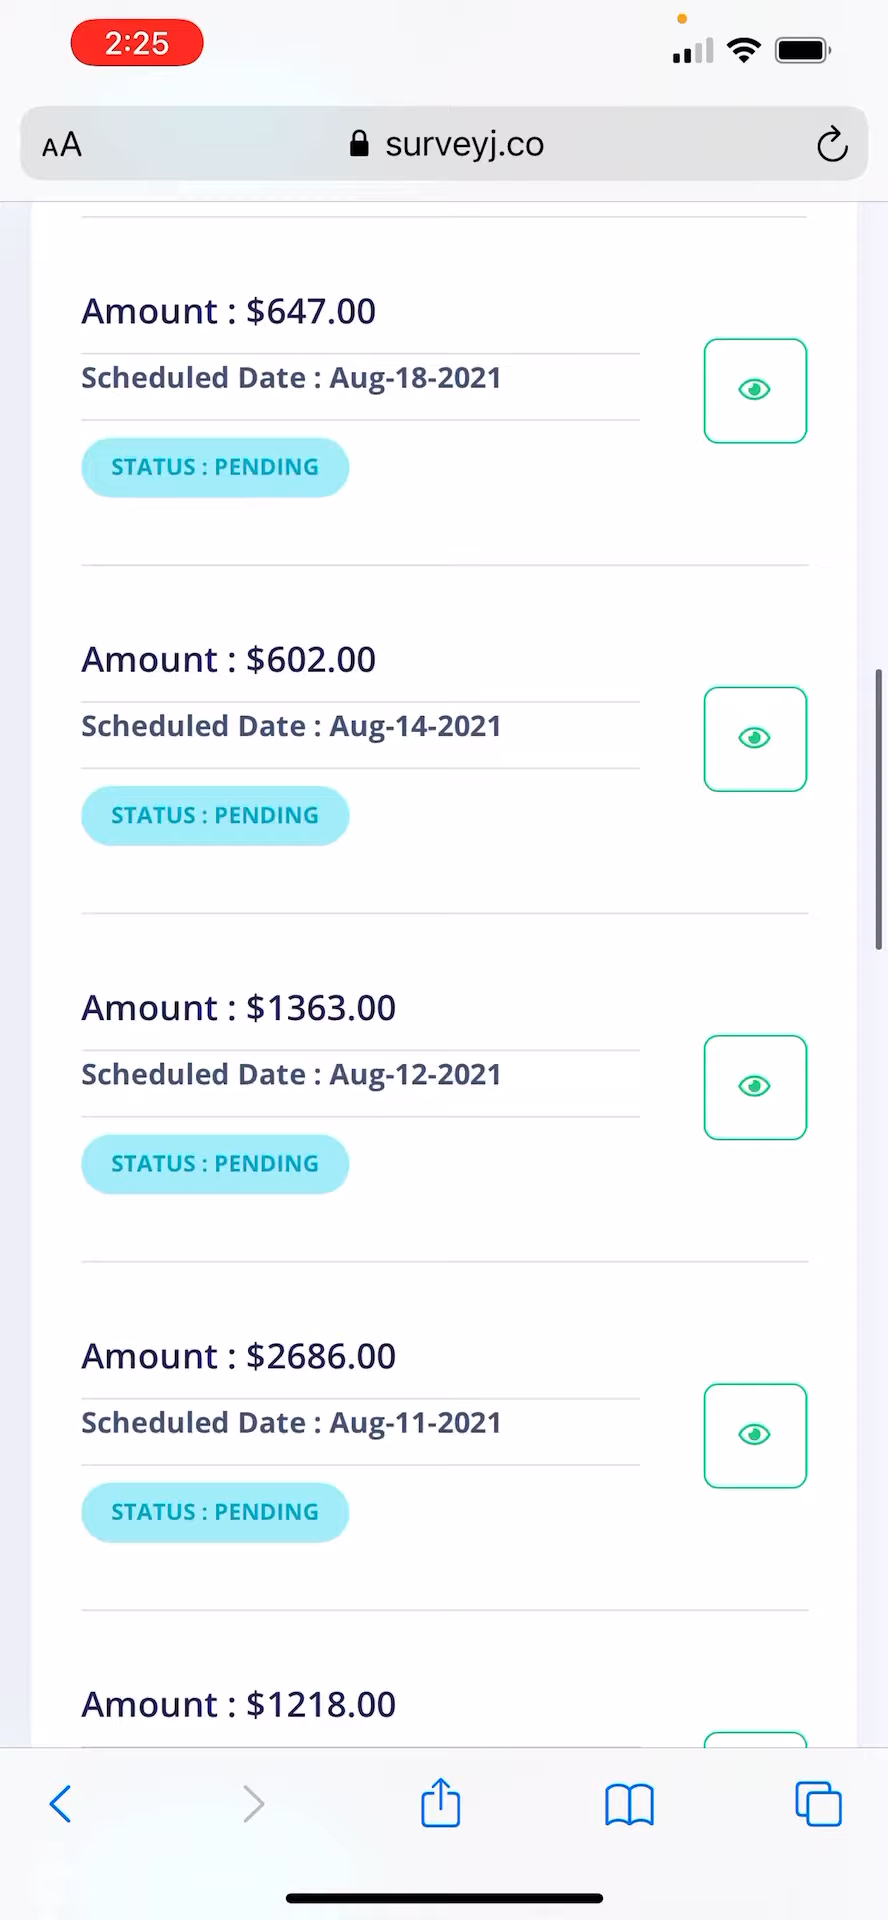 2:25
AA surveyj.co
Amount : $647.00
Scheduled Date : Aug-18-2021
STATUS : PENDING
Amount : $602.00
Scheduled Date : Aug-14-2021
STATUS : PENDING
Amount : $1363.00
Scheduled Date : Aug-12-2021
STATUS : PENDING
Amount : $2686.00
Scheduled Date : Aug-11-2021
STATUS : PENDING
Amount : $1218.00